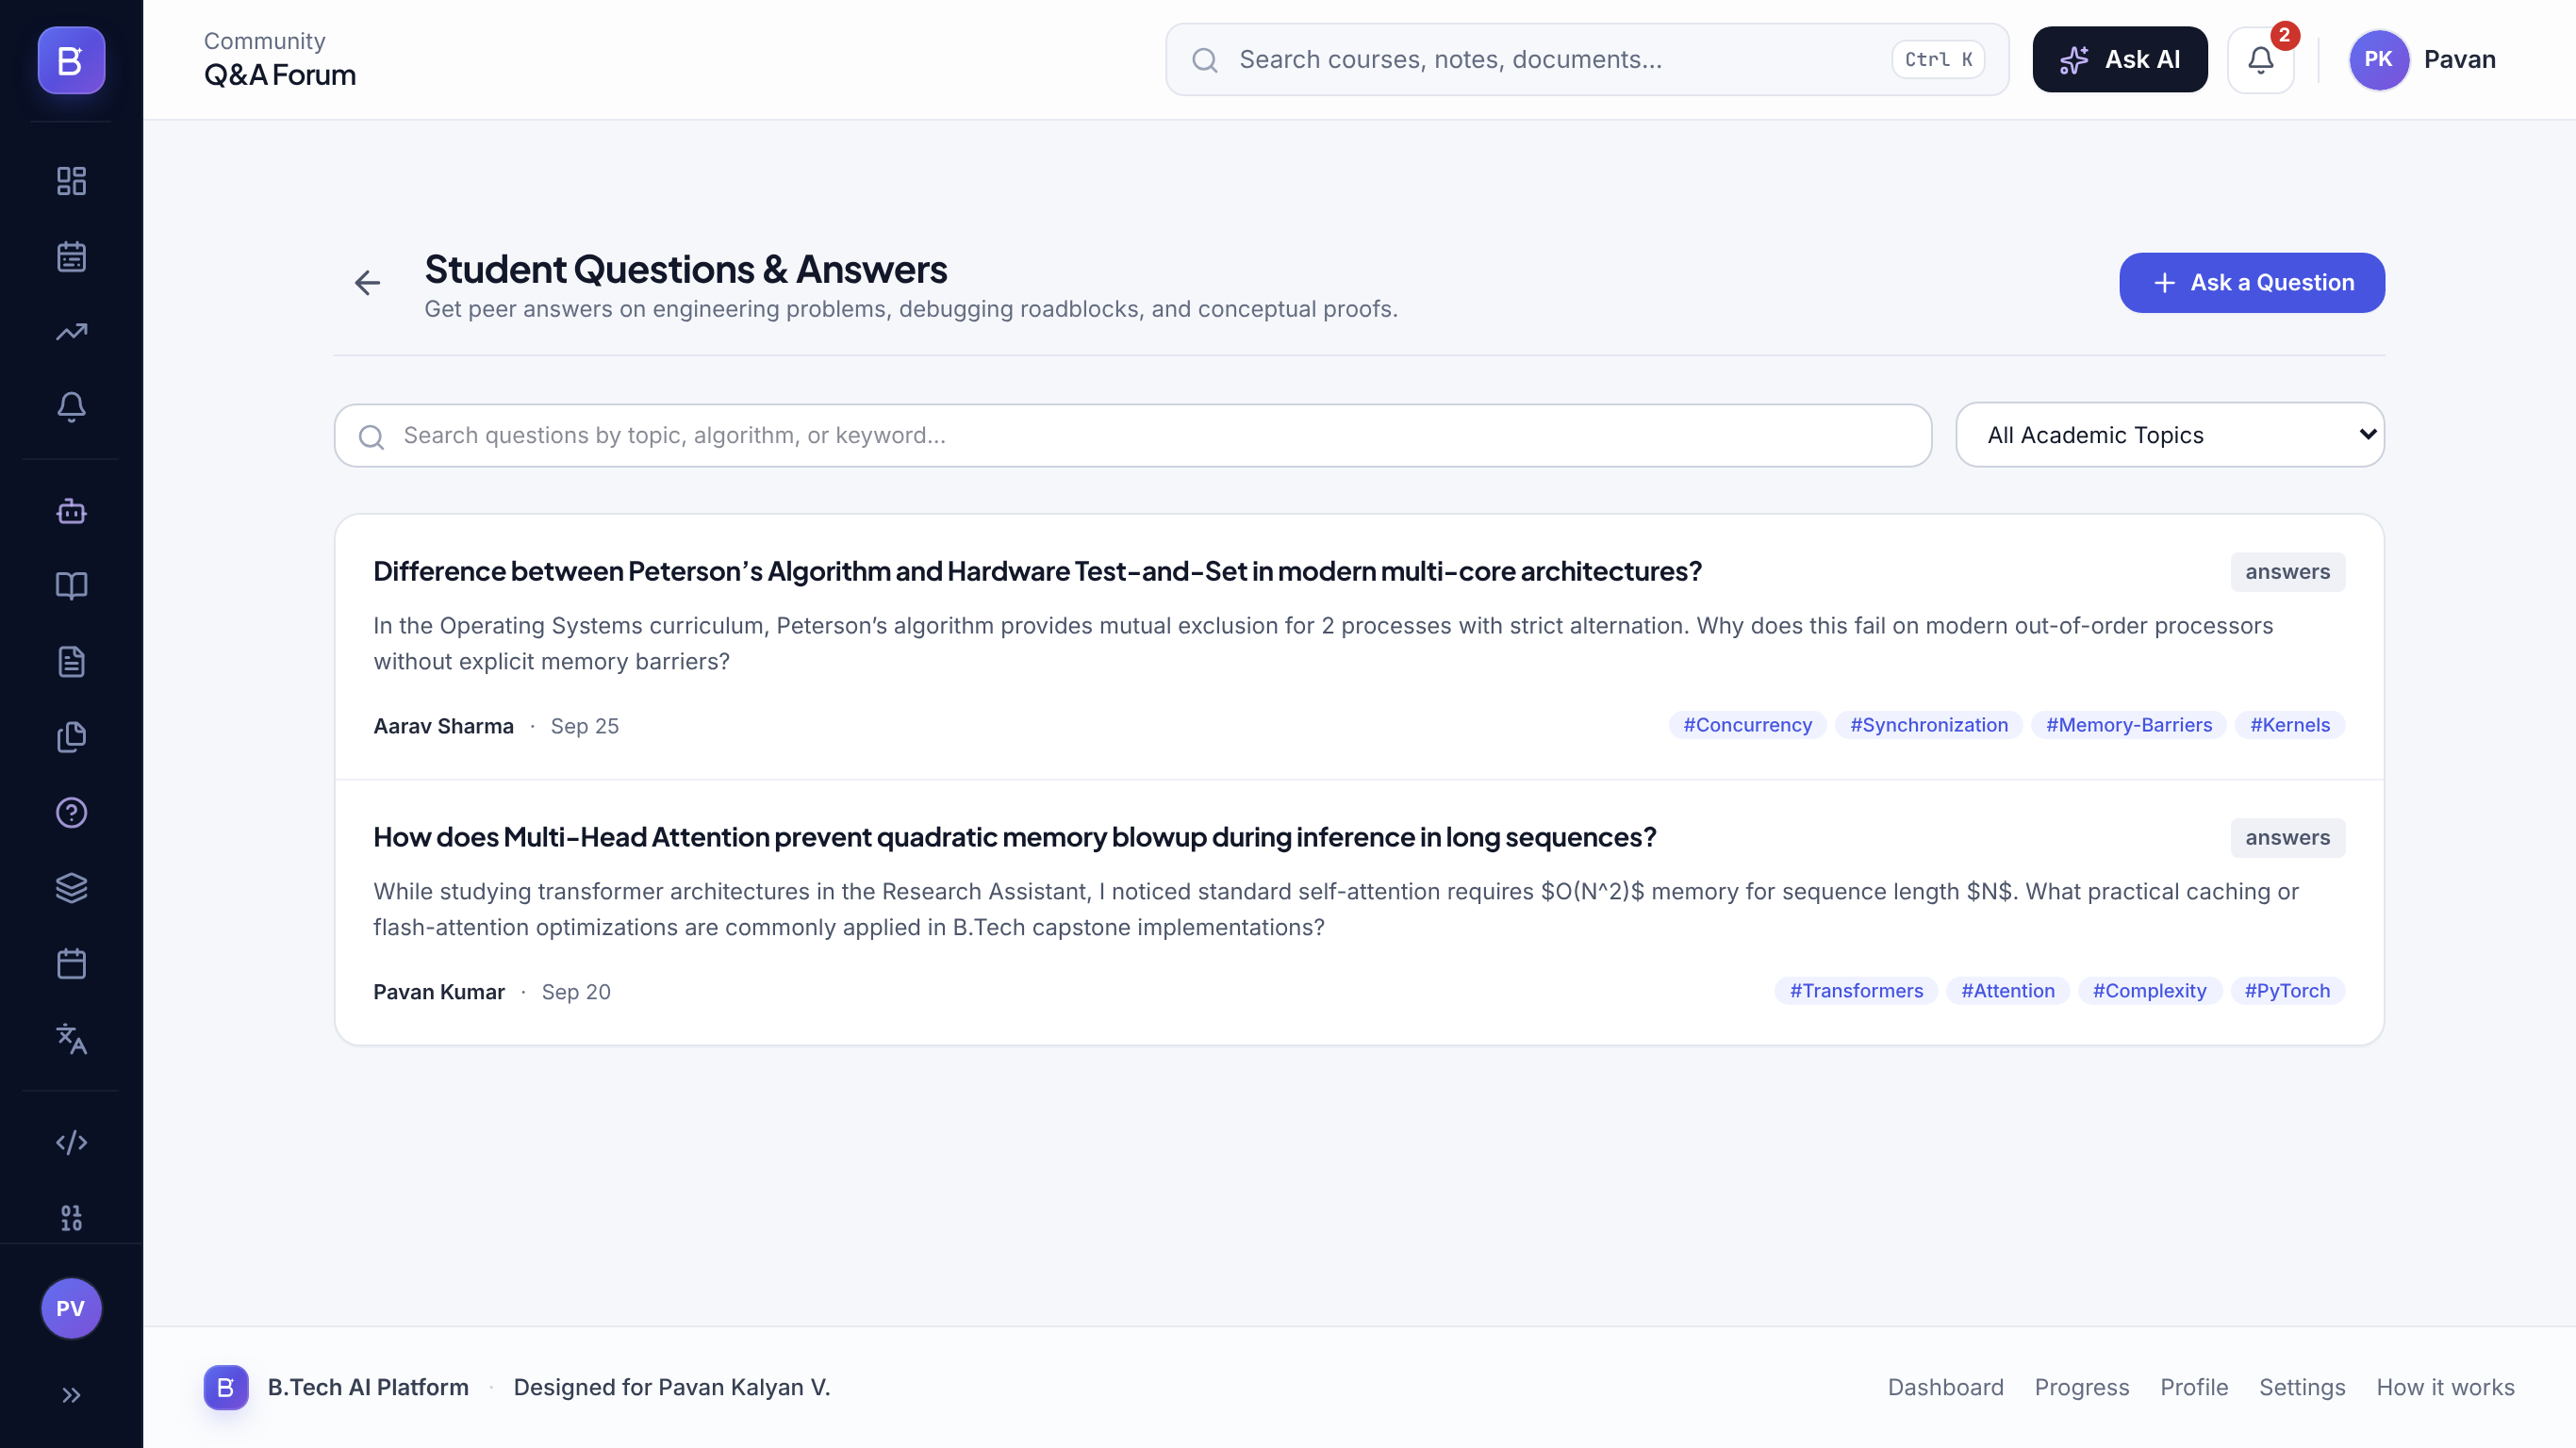 B
Community
Q&A Forum
Search courses, notes, documents...
Ctrl K
Ask AI
2
PK
Pavan
Student Questions & Answers
Get peer answers on engineering problems, debugging roadblocks, and conceptual proofs.
Ask a Question
Search questions by topic, algorithm, or keyword...
All Academic Topics
Difference between Peterson’s Algorithm and Hardware Test-and-Set in modern multi-core architectures?
answers
In the Operating Systems curriculum, Peterson’s algorithm provides mutual exclusion for 2 processes with strict alternation. Why does this fail on modern out-of-order processors
without explicit memory barriers?
Aarav Sharma · Sep 25
#Concurrency #Synchronization #Memory-Barriers #Kernels
How does Multi-Head Attention prevent quadratic memory blowup during inference in long sequences?
answers
While studying transformer architectures in the Research Assistant, I noticed standard self-attention requires $O(N^2)$ memory for sequence length $N$. What practical caching or
flash-attention optimizations are commonly applied in B.Tech capstone implementations?
Pavan Kumar · Sep 20
#Transformers #Attention #Complexity #PyTorch
01
10
PV
B
B.Tech AI Platform · Designed for Pavan Kalyan V.
Dashboard Progress Profile Settings How it works